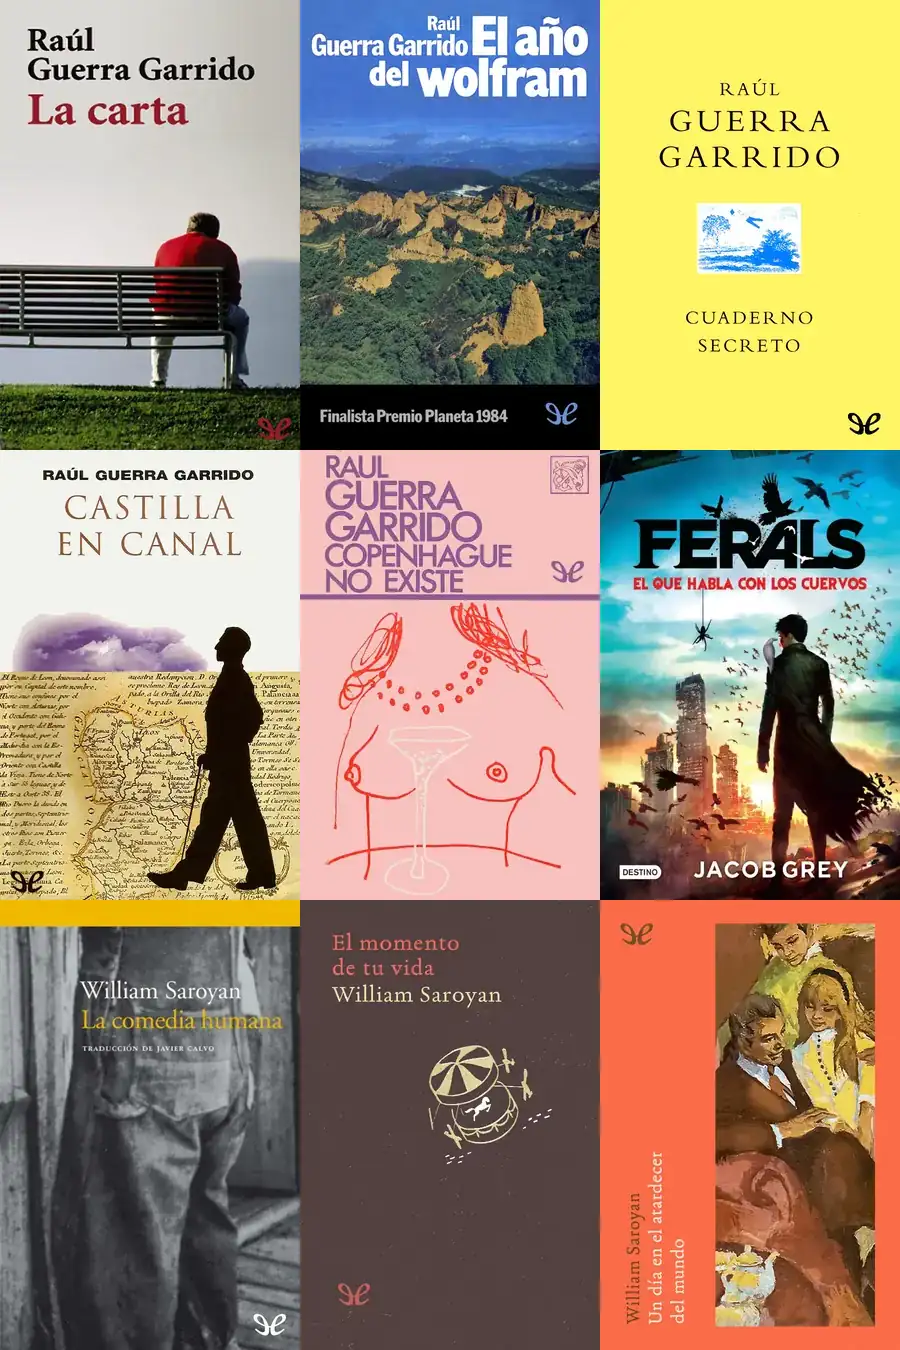 Raúl
Guerra Garrido
La carta
Raúl
Guerra Garrido El año
del wolfram
Finalista Premio Planeta 1984
RAÚL
GUERRA
GARRIDO
CUADERNO
SECRETO
RAÚL GUERRA GARRIDO
CASTILLA
EN CANAL
RAUL
GUERRA
GARRIDO
COPENHAGUE
NO EXISTE
FERALS
EL QUE HABLA CON LOS CUERVOS
DESTINO
JACOB GREY
William Saroyan
La comedia humana
TRADUCCIÓN DE JAVIER CALVO
El momento
de tu vida
William Saroyan
William Saroyan
Un día en el atardecer
del mundo